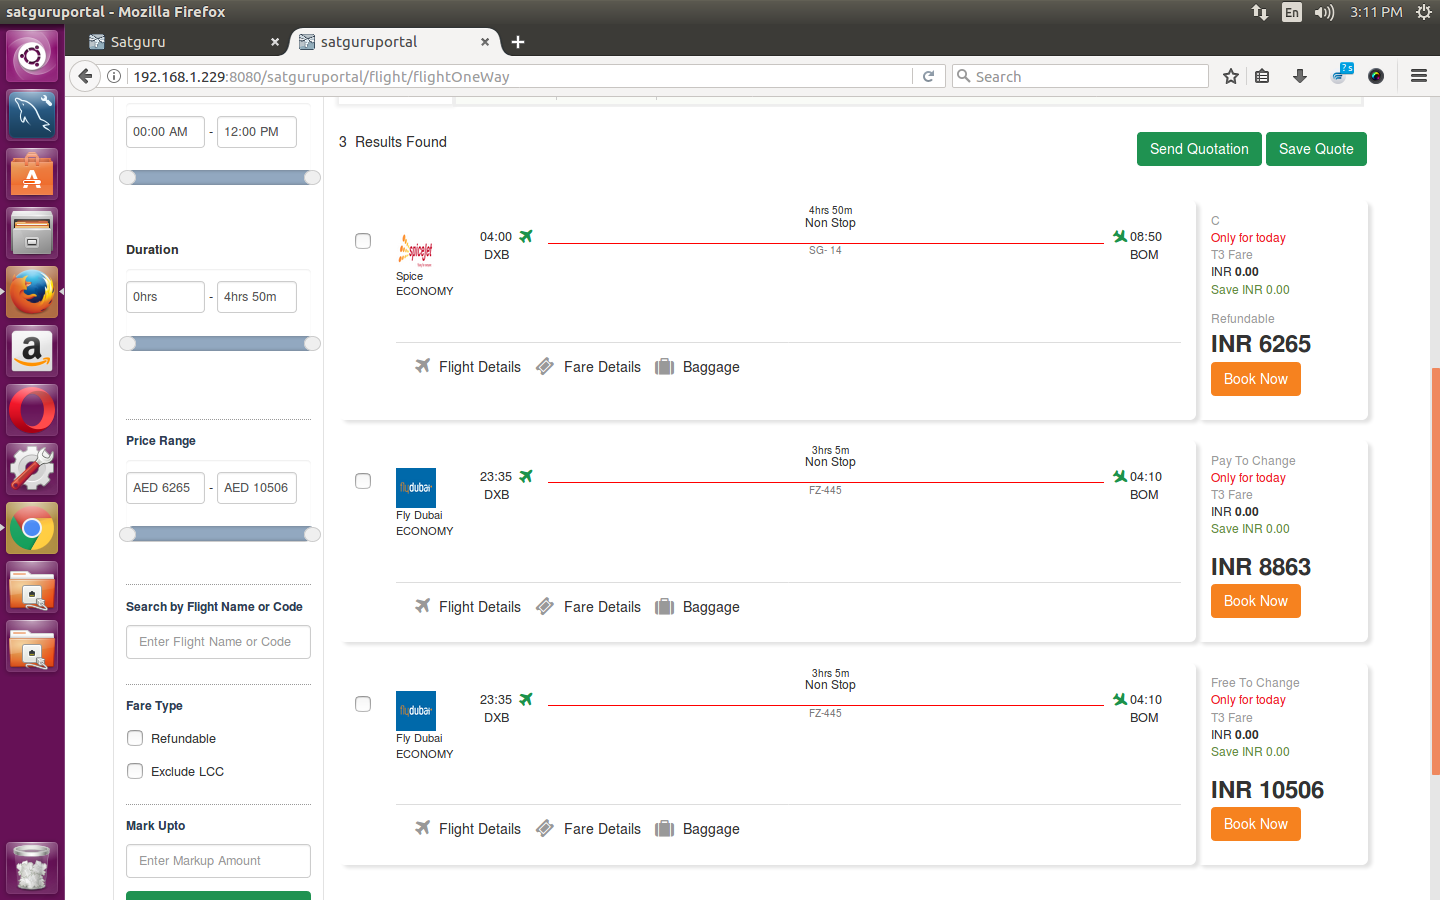 satguruportal - Mozilla Firefox
En
3:11 PM
Satguru
satguruportal
192.168.1.229:8080/satguruportal/flight/flightOneWay
Search
?s
00:00 AM - 12:00 PM
Duration
0hrs - 4hrs 50m
Price Range
AED 6265 - AED 10506
Search by Flight Name or Code
Enter Flight Name or Code
Fare Type
Refundable
Exclude LCC
Mark Upto
Enter Markup Amount
3 Results Found
Send Quotation
Save Quote
spicejet
Spice
ECONOMY
04:00
DXB
4hrs 50m
Non Stop
SG- 14
08:50
BOM
Flight Details
Fare Details
Baggage
C
Only for today
T3 Fare
INR 0.00
Save INR 0.00
Refundable
INR 6265
Book Now
flydubai
Fly Dubai
ECONOMY
23:35
DXB
3hrs 5m
Non Stop
FZ-445
04:10
BOM
Flight Details
Fare Details
Baggage
Pay To Change
Only for today
T3 Fare
INR 0.00
Save INR 0.00
INR 8863
Book Now
flydubai
Fly Dubai
ECONOMY
23:35
DXB
3hrs 5m
Non Stop
FZ-445
04:10
BOM
Flight Details
Fare Details
Baggage
Free To Change
Only for today
T3 Fare
INR 0.00
Save INR 0.00
INR 10506
Book Now